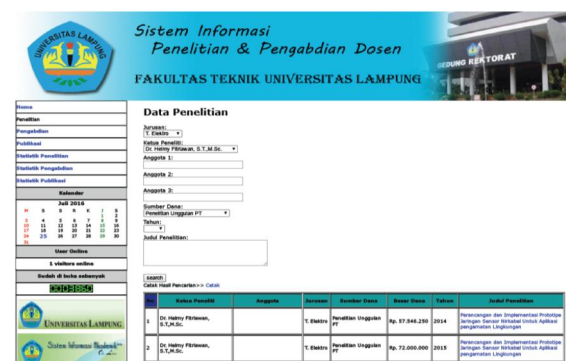 UNIVERSITAS LAMPUNG
Sistem Informasi
Penelitian & Pengabdian Dosen
FAKULTAS TEKNIK UNIVERSITAS LAMPUNG
GEDUNG REKTORAT
Home
Penelitian
Pengabdian
Publikasi
Statistik Penelitian
Statistik Pengabdian
Statistik Publikasi
Kalender
Juli 2016
M S S R K J S
1 2
3 4 5 6 7 8 9
10 11 12 13 14 15 16
17 18 19 20 21 22 23
24 25 26 27 28 29 30
31
User Online
1 visitors online
Sudah di buka sebanyak
UNIVERSITAS LAMPUNG
Data Penelitian
Jurusan:
T. Elektro
Ketua Peneliti:
Dr. Helmy Fitriawan, S.T.,M.Sc.
Anggota 1:
Anggota 2:
Anggota 3:
Sumber Dana:
Penelitian Unggulan PT
Tahun:
Judul Penelitian:
search
Catak Hasil Pencarian>> Catak
No Ketua Peneliti Anggota Jurusan Sumber Dana Besar Dana Tahun Judul Penelitian
1 Dr. Helmy Fitriawan, S.T.,M.Sc. T. Elektro Penelitian Unggulan PT Rp. 57.546.250 2014 Perancangan dan Implementasi Prototipe Jaringan Sensor Nirkabel Untuk Aplikasi pengamatan Lingkungan
2 Dr. Helmy Fitriawan, S.T.,M.Sc. T. Elektro Penelitian Unggulan PT Rp. 72.000.000 2015 Perancangan dan Implementasi Prototipe Jaringan Sensor Nirkabel Untuk Aplikasi pengamatan Lingkungan